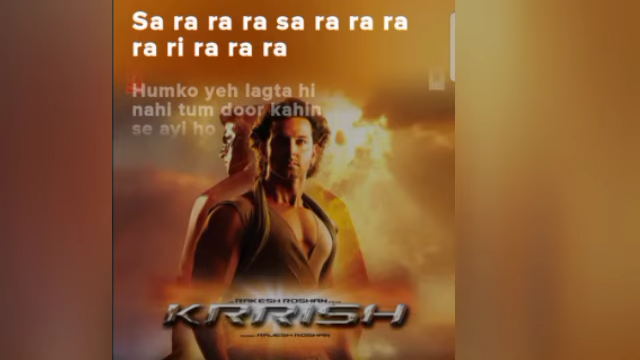 Sa ra ra ra sa ra ra ra
ra ri ra ra ra
Humko yeh lagta hi
nahi tum door kahin
se ayi ho
RAKESH ROSHAN
KRRISH
RAJESH ROSHAN